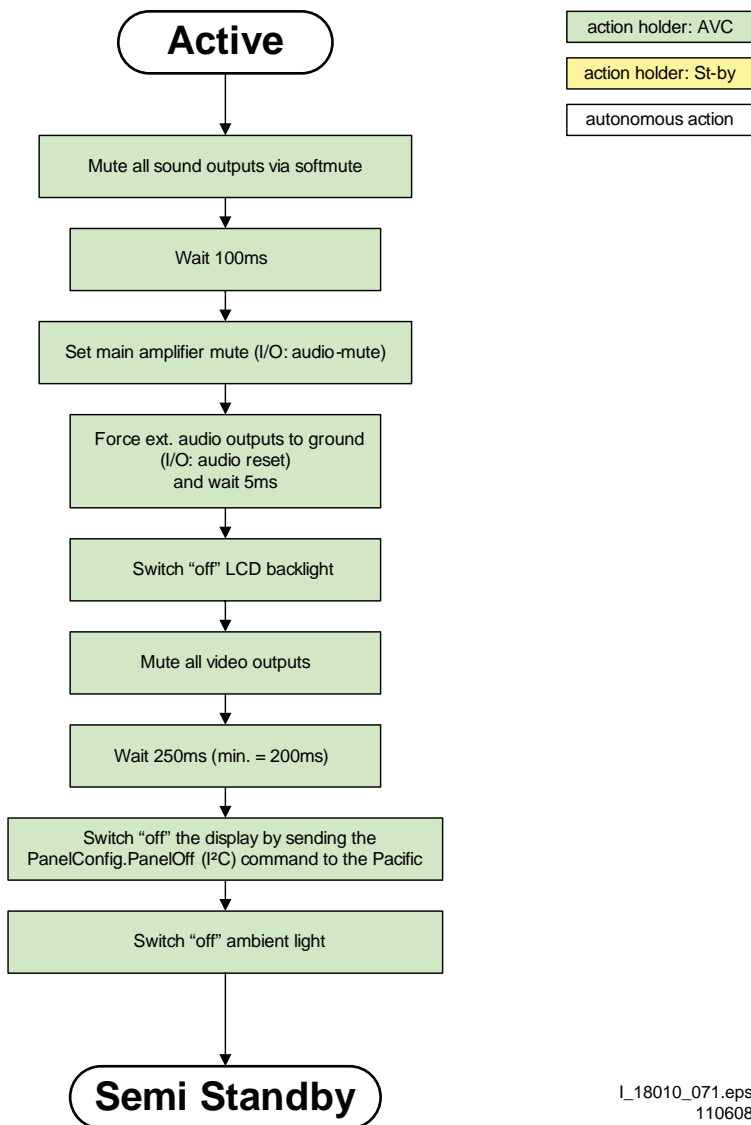 Active
action holder: AVC
action holder: St-by
autonomous action
Mute all sound outputs via softmute
Wait 100ms
Set main amplifier mute (I/O: audio-mute)
Force ext. audio outputs to ground
(I/O: audio reset)
and wait 5ms
Switch “off” LCD backlight
Mute all video outputs
Wait 250ms (min. = 200ms)
Switch “off” the display by sending the
PanelConfig.PanelOff (I²C) command to the Pacific
Switch “off” ambient light
Semi Standby
I_18010_071.eps
110608